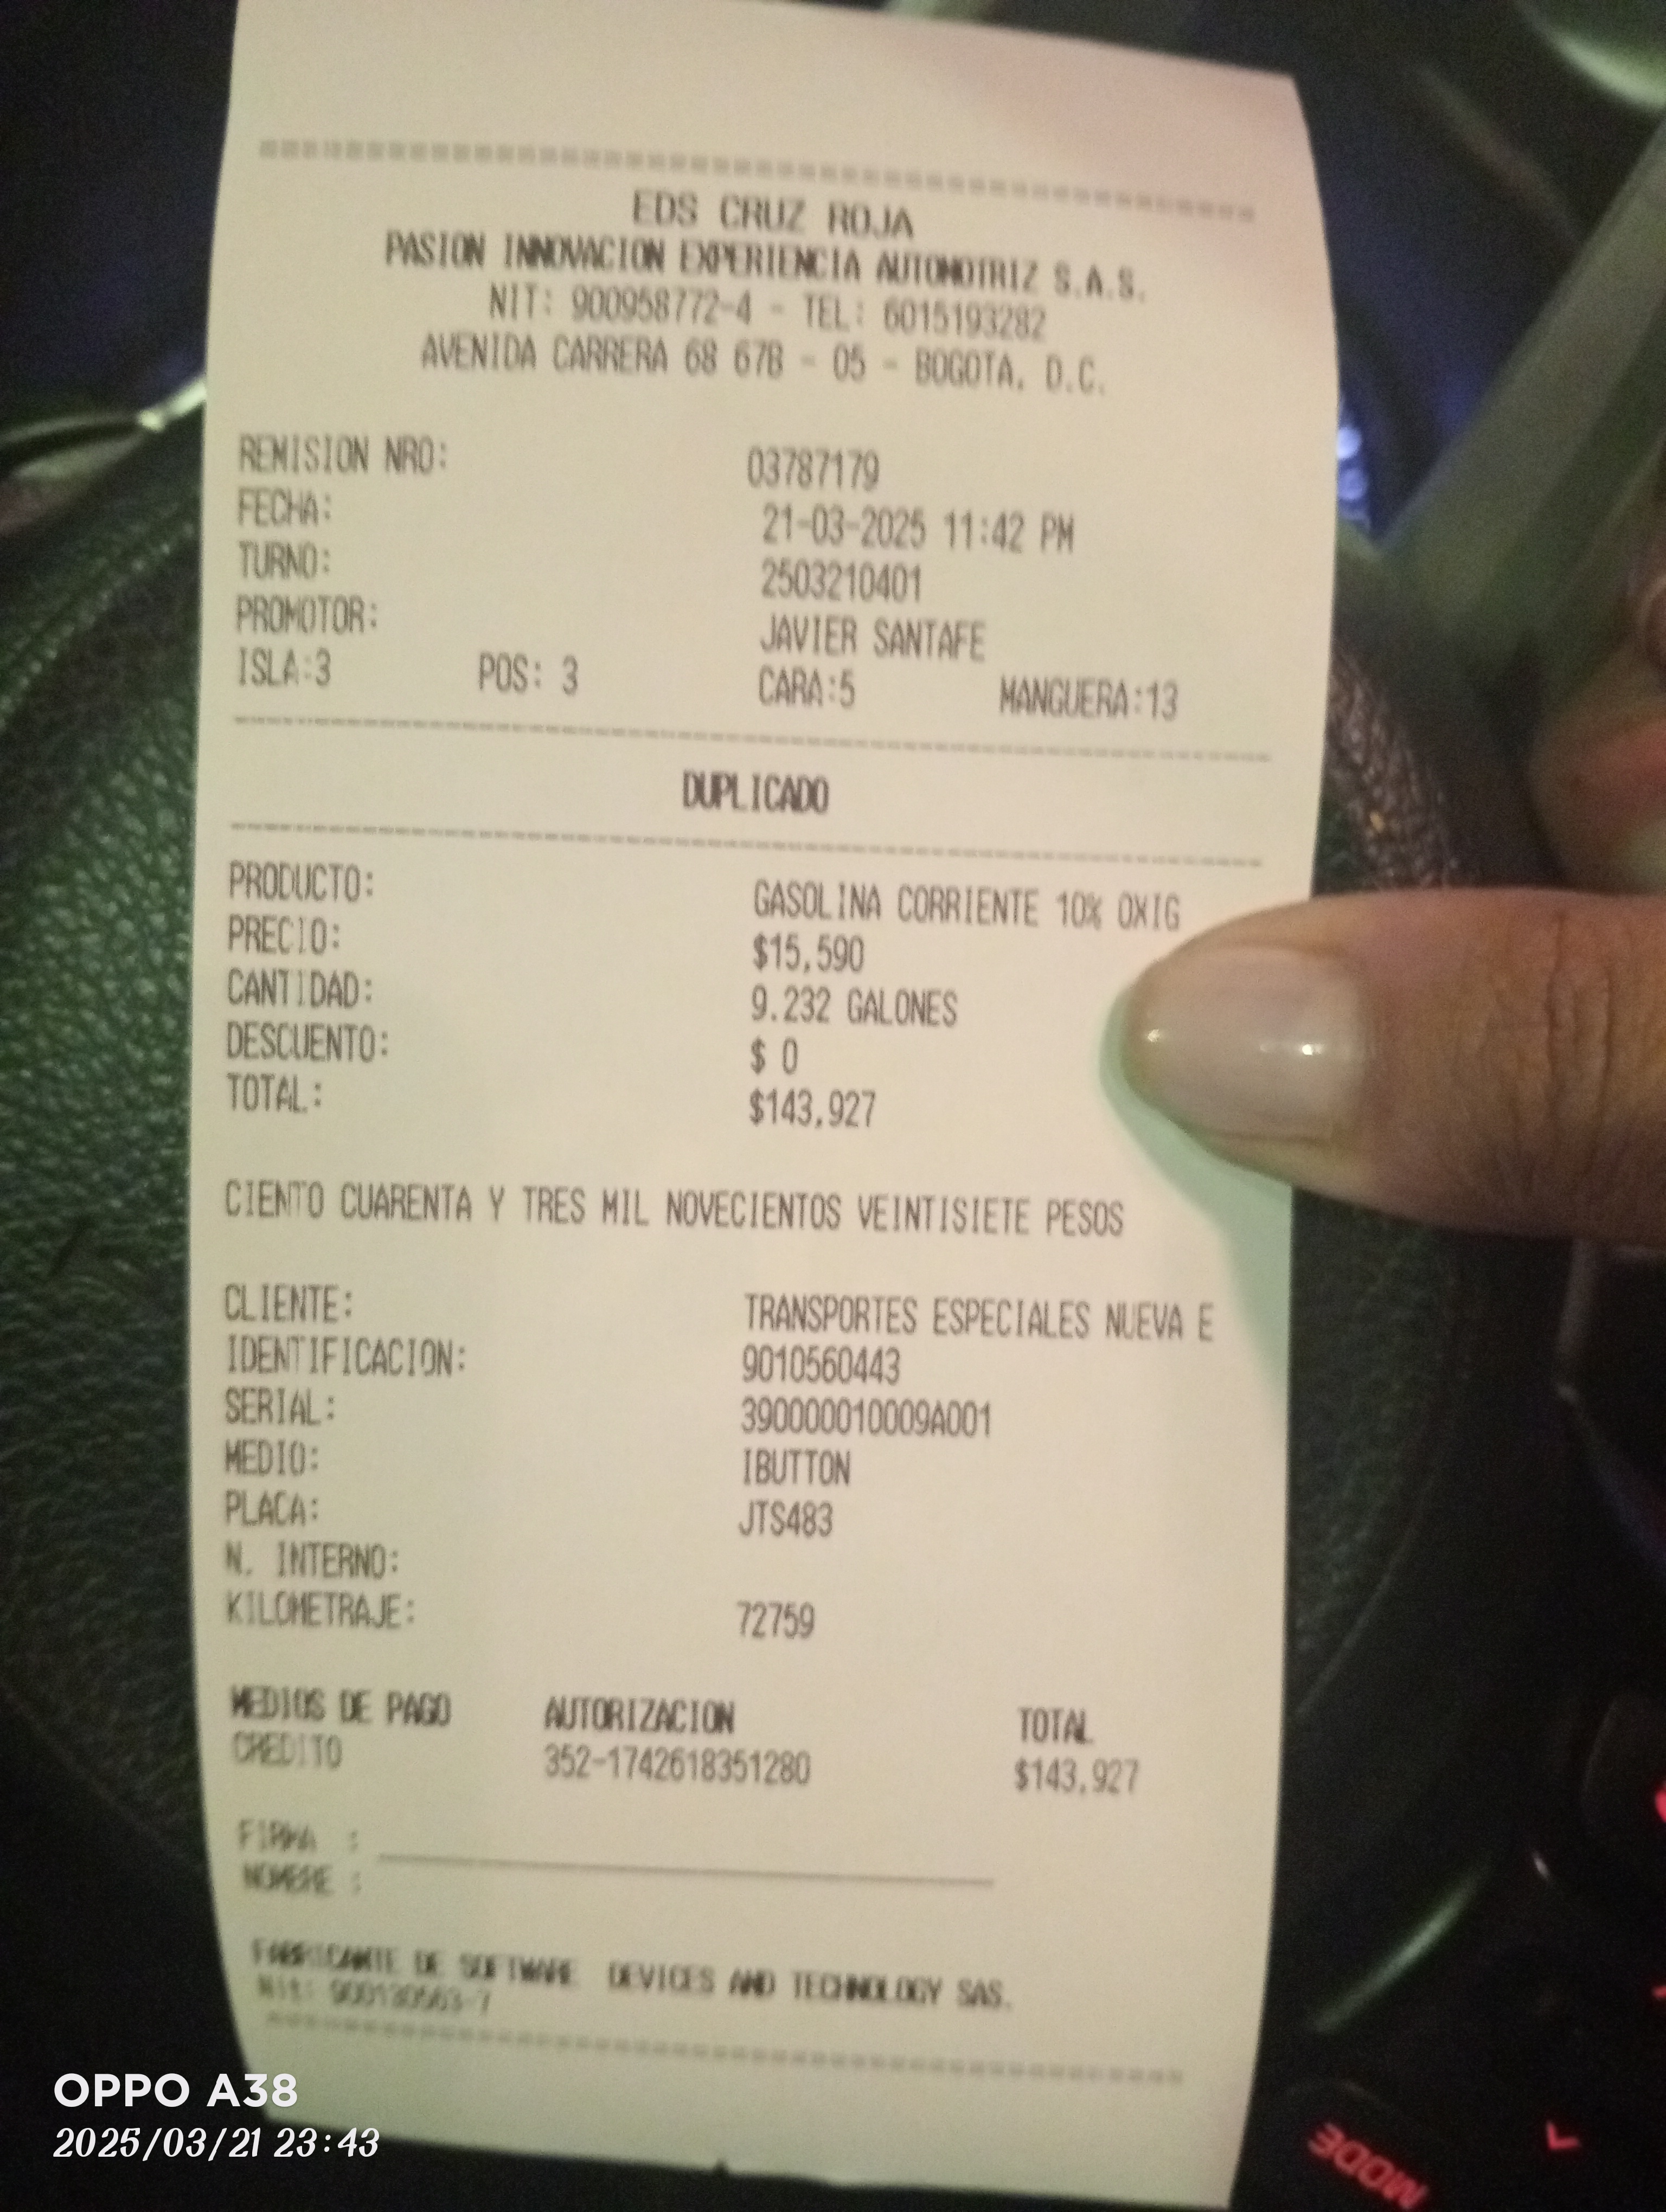 EDS CRUZ ROJA
PASION INNOVACION EXPERIENCIA AUTOMOTRIZ S.A.S.
NIT: 900958772-4 - TEL: 6015193282
AVENIDA CARRERA 68 67B - 05 - BOGOTA, D.C.
REMISION NRO: 03787179
FECHA: 21-03-2025 11:42 PM
TURNO: 2503210401
PROMOTOR: JAVIER SANTAFE
ISLA:3 POS: 3 CARA:5 MANGUERA:13
DUPLICADO
PRODUCTO: GASOLINA CORRIENTE 10% OXIG
PRECIO: $15,590
CANTIDAD: 9.232 GALONES
DESCUENTO: $ 0
TOTAL: $143,927
CIENTO CUARENTA Y TRES MIL NOVECIENTOS VEINTISIETE PESOS
CLIENTE: TRANSPORTES ESPECIALES NUEVA E
IDENTIFICACION: 9010560443
SERIAL: 390000010009A001
MEDIO: IBUTTON
PLACA: JTS483
N. INTERNO:
KILOMETRAJE: 72759
MEDIOS DE PAGO AUTORIZACION TOTAL
CREDITO 352-1742618351280 $143,927
FIRMA :
NOMBRE :
FABRICANTE DE SOFTWARE DEVICES AND TECHNOLOGY SAS.
Nit: 900130563-7
OPPO A38
2025/03/21 23:43
MODE